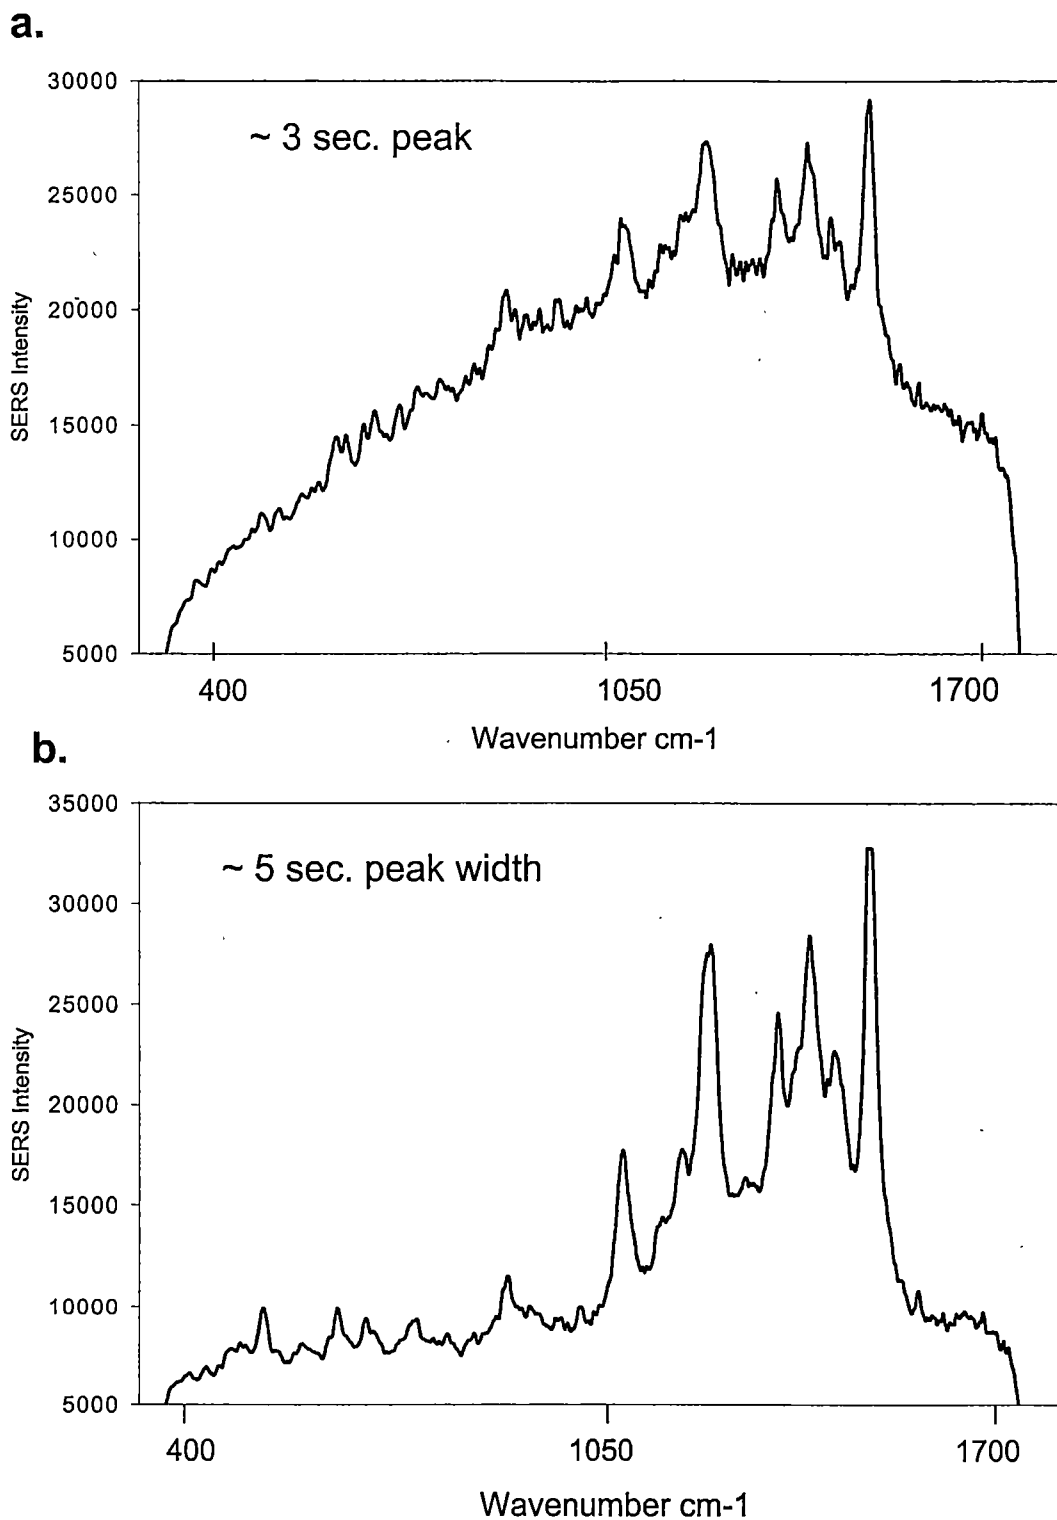 a.
30000
~ 3 sec. peak
25000
20000
SERS Intensity
15000
10000
5000
400 1050 1700
Wavenumber cm-1
b.
35000
~ 5 sec. peak width
30000
25000
SERS Intensity
20000
15000
10000
5000
400 1050 1700
Wavenumber cm-1